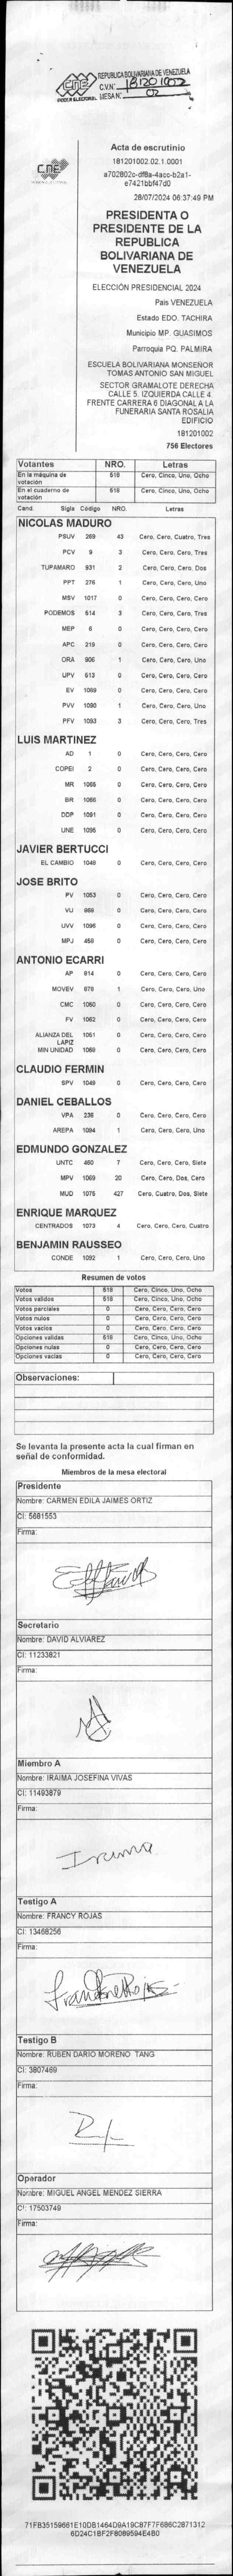 REPUBLICA BOLIVARIANA DE VENEZUELA
CNE
PODER ELECTORAL
C.V.N° 181201002
MESA N° 02
CNE
Acta de escrutinio
181201002.02.1.0001
a702802c-df8a-4acc-b2a1-
e7421bbf47d0
28/07/2024 06:37:49 PM
PRESIDENTA O
PRESIDENTE DE LA
REPUBLICA
BOLIVARIANA DE
VENEZUELA
ELECCIÓN PRESIDENCIAL 2024
Pais VENEZUELA
Estado EDO. TACHIRA
Municipio MP. GUASIMOS
Parroquia PQ. PALMIRA
ESCUELA BOLIVARIANA MONSEÑOR
TOMAS ANTONIO SAN MIGUEL
SECTOR GRAMALOTE DERECHA
CALLE 5. IZQUIERDA CALLE 4.
FRENTE CARRERA 6 DIAGONAL A LA
FUNERARIA SANTA ROSALIA
EDIFICIO
181201002
756 Electores
Votantes NRO. Letras
En la máquina de votación 518 Cero, Cinco, Uno, Ocho
En el cuaderno de votación 518 Cero, Cinco, Uno, Ocho
Cand. Sigla Código NRO. Letras
NICOLAS MADURO
PSUV 269 43 Cero, Cero, Cuatro, Tres
PCV 9 3 Cero, Cero, Cero, Tres
TUPAMARO 931 2 Cero, Cero, Cero, Dos
PPT 276 1 Cero, Cero, Cero, Uno
MSV 1017 0 Cero, Cero, Cero, Cero
PODEMOS 514 3 Cero, Cero, Cero, Tres
MEP 6 0 Cero, Cero, Cero, Cero
APC 219 0 Cero, Cero, Cero, Cero
ORA 906 1 Cero, Cero, Cero, Uno
UPV 613 0 Cero, Cero, Cero, Cero
EV 1089 0 Cero, Cero, Cero, Cero
PVV 1090 1 Cero, Cero, Cero, Uno
PFV 1093 3 Cero, Cero, Cero, Tres
LUIS MARTINEZ
AD 1 0 Cero, Cero, Cero, Cero
COPEI 2 0 Cero, Cero, Cero, Cero
MR 1065 0 Cero, Cero, Cero, Cero
BR 1066 0 Cero, Cero, Cero, Cero
DDP 1091 0 Cero, Cero, Cero, Cero
UNE 1095 0 Cero, Cero, Cero, Cero
JAVIER BERTUCCI
EL CAMBIO 1048 0 Cero, Cero, Cero, Cero
JOSE BRITO
PV 1053 0 Cero, Cero, Cero, Cero
VU 868 0 Cero, Cero, Cero, Cero
UVV 1096 0 Cero, Cero, Cero, Cero
MPJ 458 0 Cero, Cero, Cero, Cero
ANTONIO ECARRI
AP 814 0 Cero, Cero, Cero, Cero
MOVEV 878 1 Cero, Cero, Cero, Uno
CMC 1050 0 Cero, Cero, Cero, Cero
FV 1062 0 Cero, Cero, Cero, Cero
ALIANZA DEL LAPIZ 1051 0 Cero, Cero, Cero, Cero
MIN UNIDAD 1068 0 Cero, Cero, Cero, Cero
CLAUDIO FERMIN
SPV 1049 0 Cero, Cero, Cero, Cero
DANIEL CEBALLOS
VPA 236 0 Cero, Cero, Cero, Cero
AREPA 1094 1 Cero, Cero, Cero, Uno
EDMUNDO GONZALEZ
UNTC 460 7 Cero, Cero, Cero, Siete
MPV 1069 20 Cero, Cero, Dos, Cero
MUD 1075 427 Cero, Cuatro, Dos, Siete
ENRIQUE MARQUEZ
CENTRADOS 1073 4 Cero, Cero, Cero, Cuatro
BENJAMIN RAUSSEO
CONDE 1092 1 Cero, Cero, Cero, Uno
Resumen de votos
Votos 518 Cero, Cinco, Uno, Ocho
Votos validos 518 Cero, Cinco, Uno, Ocho
Votos parciales 0 Cero, Cero, Cero, Cero
Votos nulos 0 Cero, Cero, Cero, Cero
Votos vacios 0 Cero, Cero, Cero, Cero
Opciones validas 518 Cero, Cinco, Uno, Ocho
Opciones nulas 0 Cero, Cero, Cero, Cero
Opciones vacias 0 Cero, Cero, Cero, Cero
Observaciones:
Se levanta la presente acta la cual firman en
señal de conformidad.
Miembros de la mesa electoral
Presidente
Nombre: CARMEN EDILA JAIMES ORTIZ
CI: 5681553
Firma:
Secretario
Nombre: DAVID ALVIAREZ
CI: 11233821
Firma:
Miembro A
Nombre: IRAIMA JOSEFINA VIVAS
CI: 11493879
Firma:
Testigo A
Nombre: FRANCY ROJAS
CI: 13468256
Firma:
Testigo B
Nombre: RUBEN DARIO MORENO TANG
CI: 3807469
Firma:
Operador
Nombre: MIGUEL ANGEL MENDEZ SIERRA
CI: 17503749
Firma:
71FB35159661E10DB1464D9A19C87F7F686C2871312
6D24C1BF2F8089594E4B0